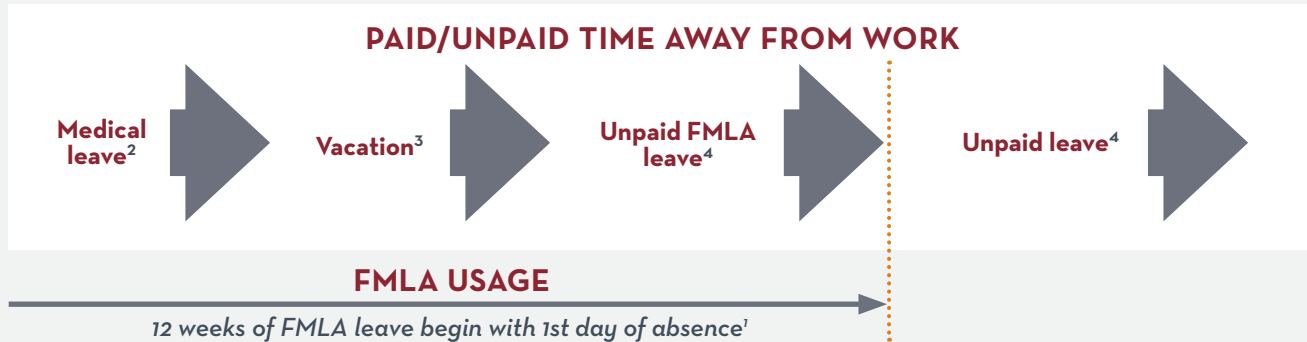 PAID/UNPAID TIME AWAY FROM WORK
Medical
leave²
Vacation³
Unpaid FMLA
leave⁴
Unpaid leave⁴
FMLA USAGE
12 weeks of FMLA leave begin with 1st day of absence¹